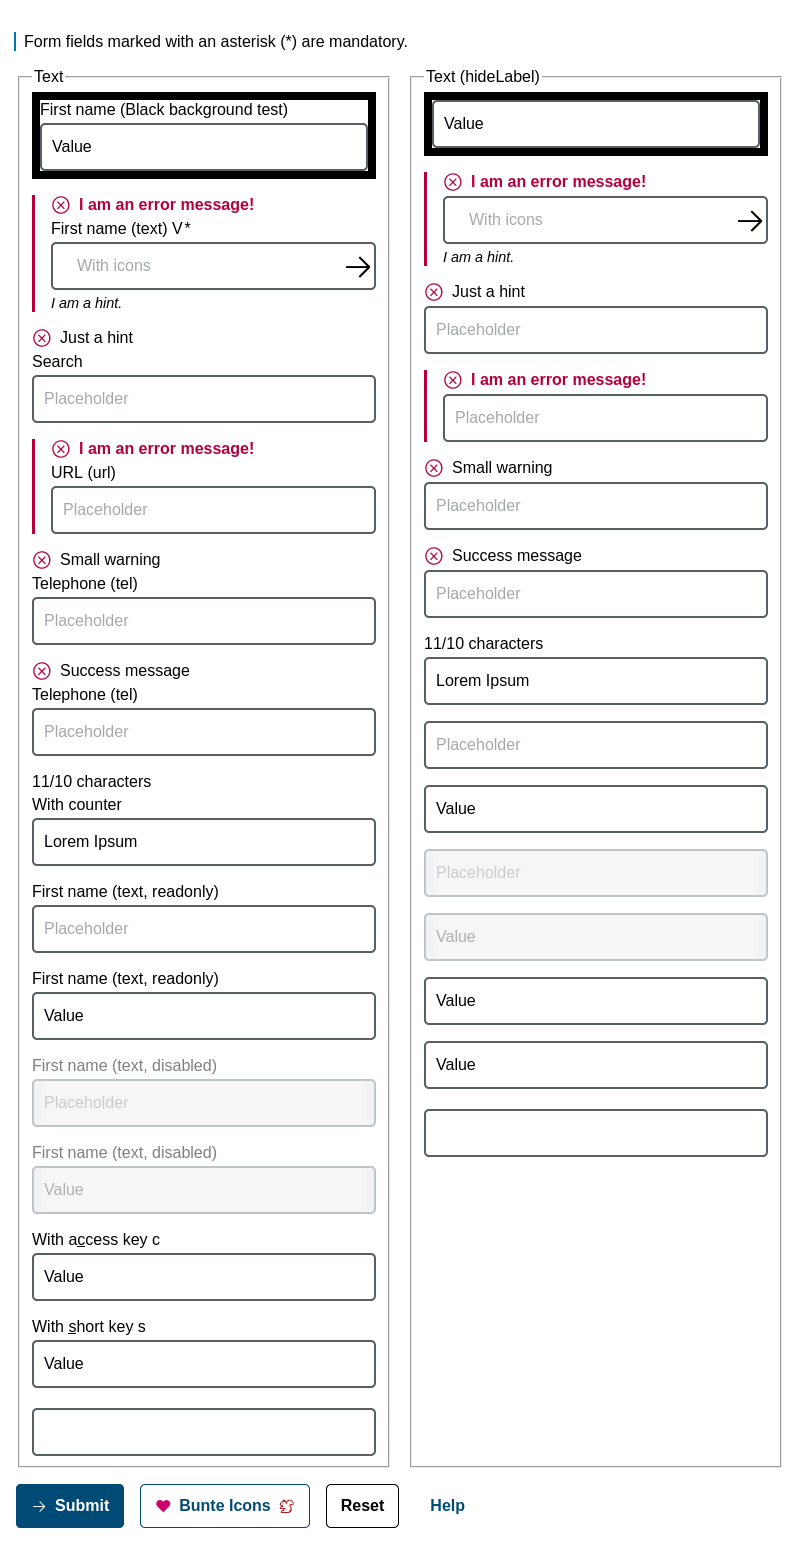 Form fields marked with an asterisk (*) are mandatory.
Text
First name (Black background test)
Value
I am an error message!
First name (text) V*
With icons
I am a hint.
Just a hint
Search
Placeholder
I am an error message!
URL (url)
Placeholder
Small warning
Telephone (tel)
Placeholder
Success message
Telephone (tel)
Placeholder
11/10 characters
With counter
Lorem Ipsum
First name (text, readonly)
Placeholder
First name (text, readonly)
Value
First name (text, disabled)
Placeholder
First name (text, disabled)
Value
With access key c
Value
With short key s
Value
Text (hideLabel)
Value
I am an error message!
With icons
I am a hint.
Just a hint
Placeholder
I am an error message!
Placeholder
Small warning
Placeholder
Success message
Placeholder
11/10 characters
Lorem Ipsum
Placeholder
Value
Placeholder
Value
Value
Value
Submit Bunte Icons Reset Help